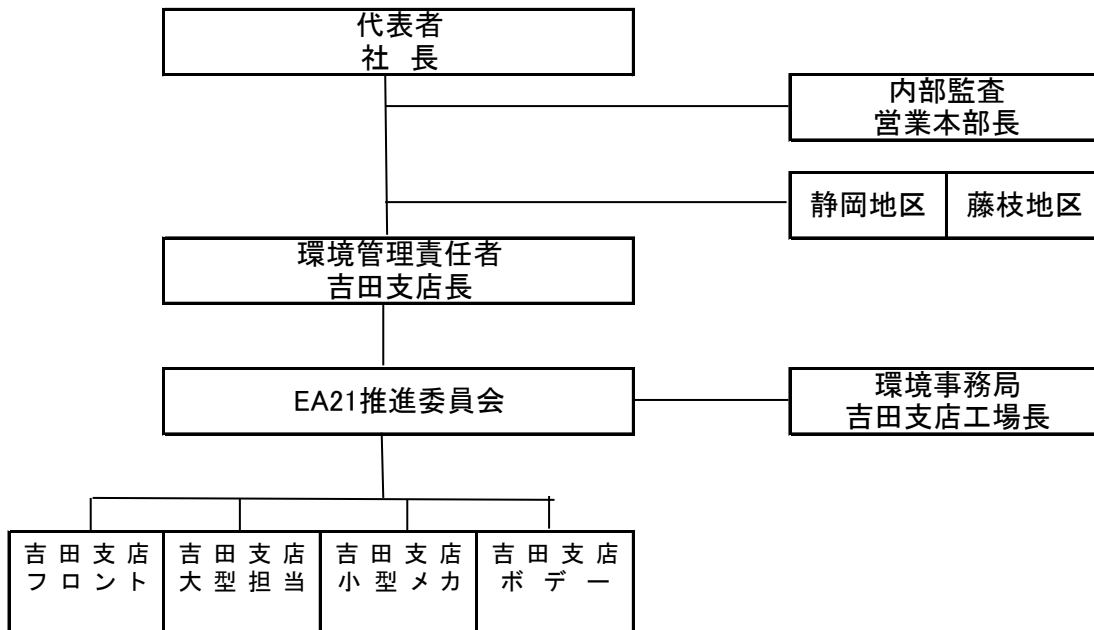 代表者
社 長
内部監査
営業本部長
静岡地区
藤枝地区
環境管理責任者
吉田支店長
EA21推進委員会
環境事務局
吉田支店工場長
吉田支店
フロント
吉田支店
大型担当
吉田支店
小型メカ
吉田支店
ボデー